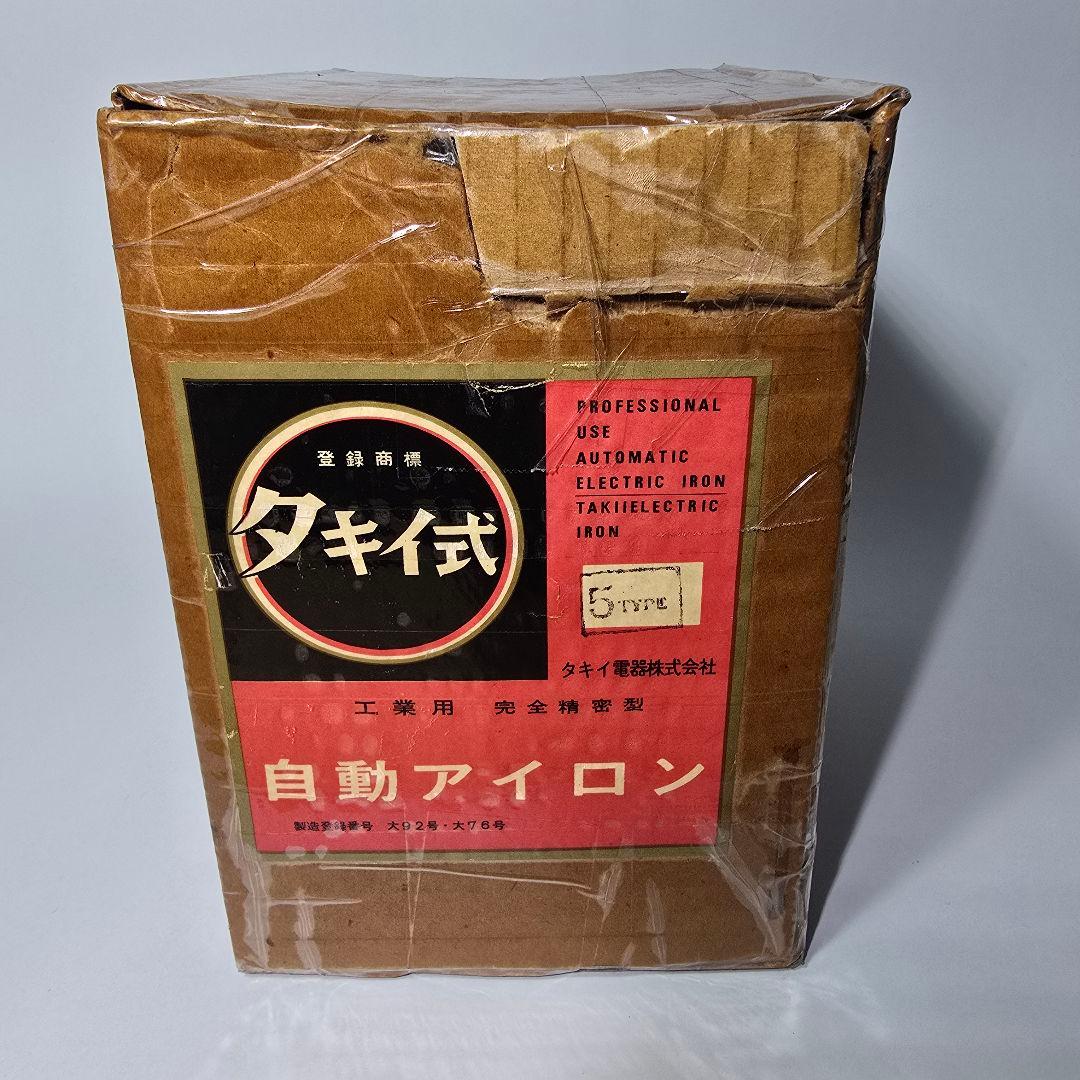 登録商標
タキイ式
PROFESSIONAL
USE
AUTOMATIC
ELECTRIC IRON
TAKIIELECTRIC
IRON
5 TYPE
タキイ電器株式会社
工業用 完全精密型
自動アイロン
製造登録番号 大92号・大76号